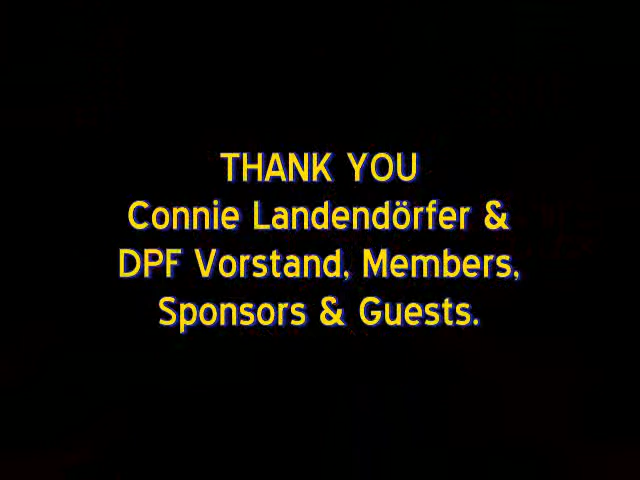 THANK YOU
Connie Landendörfer &
DPF Vorstand, Members,
Sponsors & Guests.